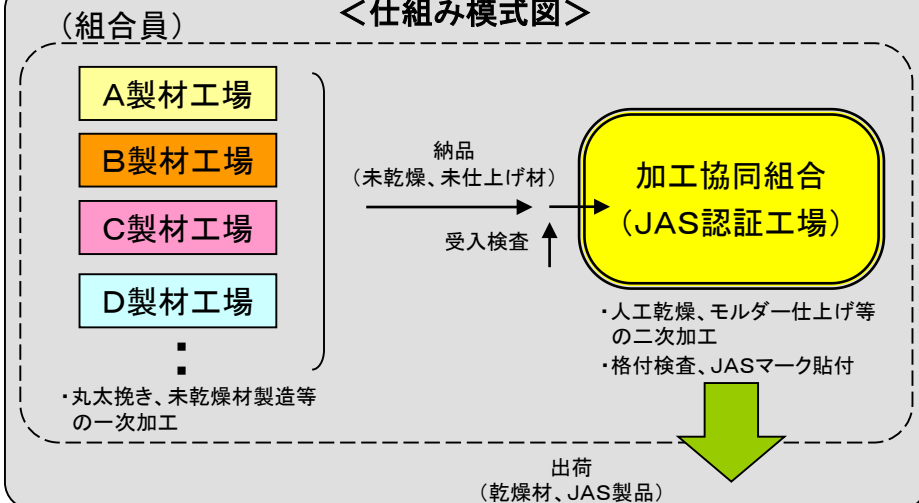 ＜仕組み模式図＞
（組合員）
A製材工場
B製材工場
C製材工場
D製材工場
・丸太挽き、未乾燥材製造等
の一次加工
納品
（未乾燥、未仕上げ材）
受入検査
加工協同組合
（JAS認証工場）
・人工乾燥、モルダー仕上げ等
の二次加工
・格付検査、JASマーク貼付
出荷
（乾燥材、JAS製品）